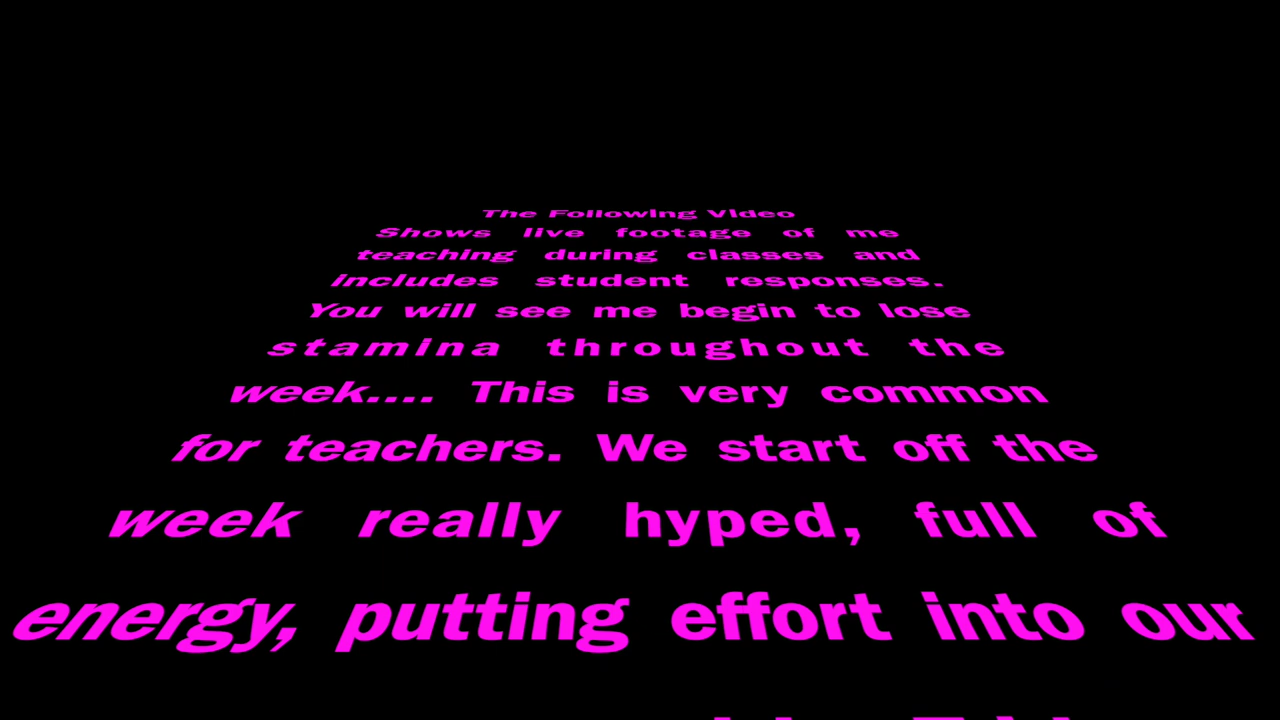 The Following Video
Shows live footage of me
teaching during classes and
includes student responses.
You will see me begin to lose
stamina throughout the
week.... This is very common
for teachers. We start off the
week really hyped, full of
energy, putting effort into our